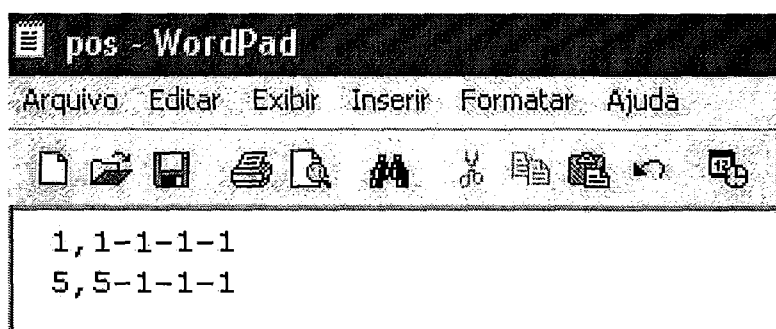 pos - WordPad
Arquivo Editar Exibir Inserir Formatar Ajuda
1,1-1-1-1
5,5-1-1-1